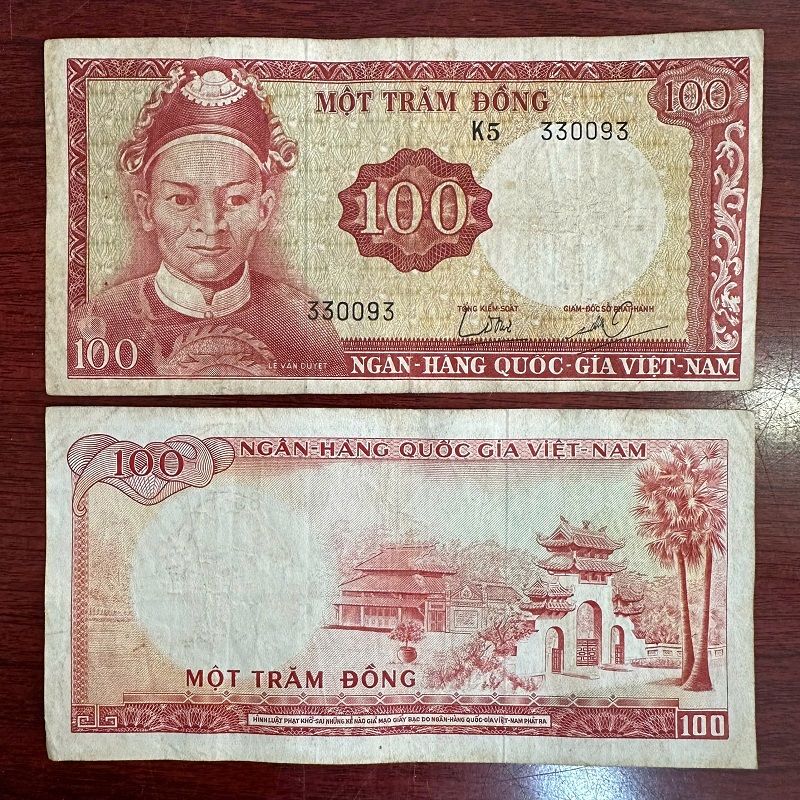 MỘT TRĂM ĐỒNG
100
K5 330093
100
330093
TỔNG KIỂM-SOÁT
GIÁM-ĐỐC SỞ PHÁT-HÀNH
100
LÊ VĂN DUYỆT
NGÂN-HÀNG QUỐC-GIA VIỆT-NAM
100
NGÂN-HÀNG QUỐC GIA VIỆT-NAM
MỘT TRĂM ĐỒNG
HÌNH LUẬT PHẠT KHỔ-SAI NHỮNG KẺ NÀO GIẢ MẠO GIẤY BẠC DO NGÂN-HÀNG QUỐC-GIA VIỆT-NAM PHÁT RA
100